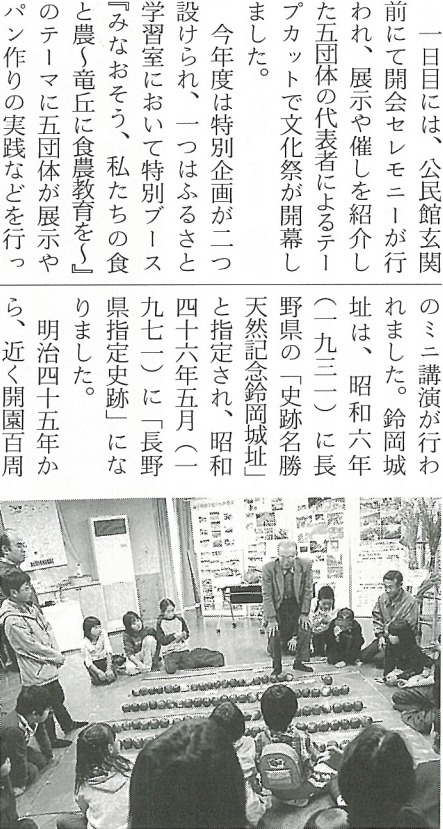 一日目には、公民館玄関
前にて開会セレモニーが行
われ、展示や催しを紹介し
た五団体の代表者によるテー
プカットで文化祭が開幕し
ました。
　今年度は特別企画が二つ
設けられ、一つはふるさと
学習室において特別ブース
『みなおそう、私たちの食
と農～竜丘に食農教育を～』
のテーマに五団体が展示や
パン作りの実践などを行っ
のミニ講演が行わ
れました。鈴岡城
址は、昭和六年
（一九三一）に長
野県の「史跡名勝
天然記念鈴岡城址」
と指定され、昭和
四十六年五月（一
九七一）に「長野
県指定史跡」にな
りました。
　明治四十五年か
ら、近く開園百周